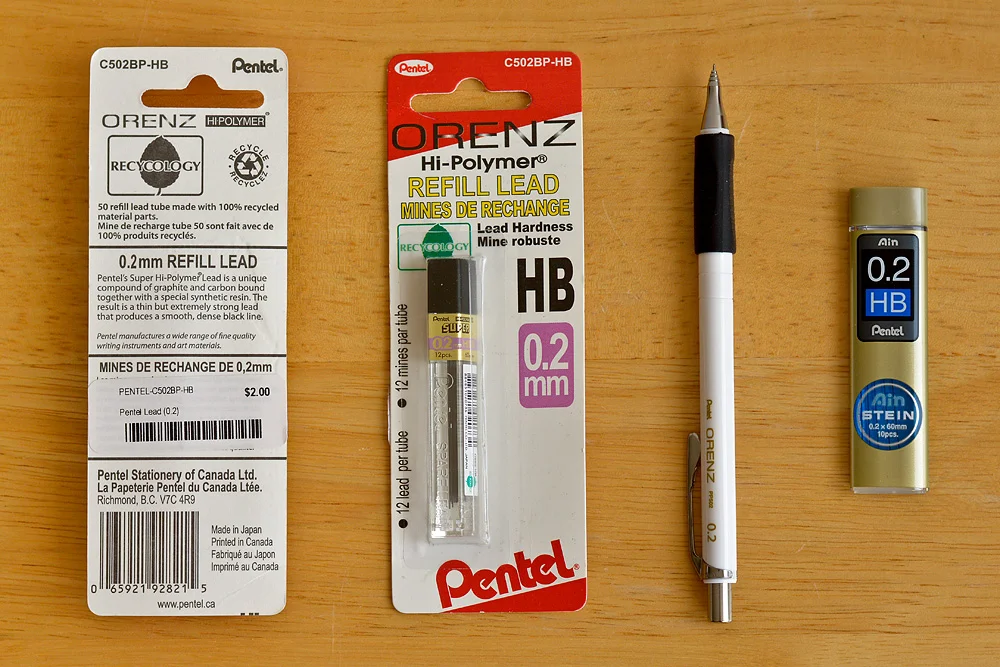 C502BP-HB Pentel®
ORENZ HI-POLYMER®
RECYCOLOGY
RECYCLE
RECYCLEZ
50 refill lead tube made with 100% recycled
material parts.
Mine de recharge tube 50 sont fait avec de
100% produits recyclés.
0.2mm REFILL LEAD
Pentel's Super Hi-Polymer® Lead is a unique
compound of graphite and carbon bound
together with a special synthetic resin. The
result is a thin but extremely strong lead
that produces a smooth, dense black line.
Pentel manufactures a wide range of fine quality
writing instruments and art materials.
MINES DE RECHANGE DE 0,2mm
PENTEL-C502BP-HB $2.00
Pentel Lead (0.2)
Pentel Stationery of Canada Ltd.
La Papeterie Pentel du Canada Ltée.
Richmond, B.C. V7C 4R9
Made in Japan
Printed in Canada
Fabriqué au Japon
Imprimé au Canada
0 65921 92821 5
www.pentel.ca
Pentel C502BP-HB
ORENZ
Hi-Polymer®
REFILL LEAD
MINES DE RECHANGE
RECYCOLOGY
Lead Hardness
Mine robuste
HB
0.2
mm
Pentel
SUPER
0.2
12pcs.
Pentel
12 lead per tube • 12 mines par tube
Pentel®
Pentel ORENZ PP502 0.2
Ain
0.2
HB
Pentel
Ain
STEIN
0.2 × 60mm
10pcs.